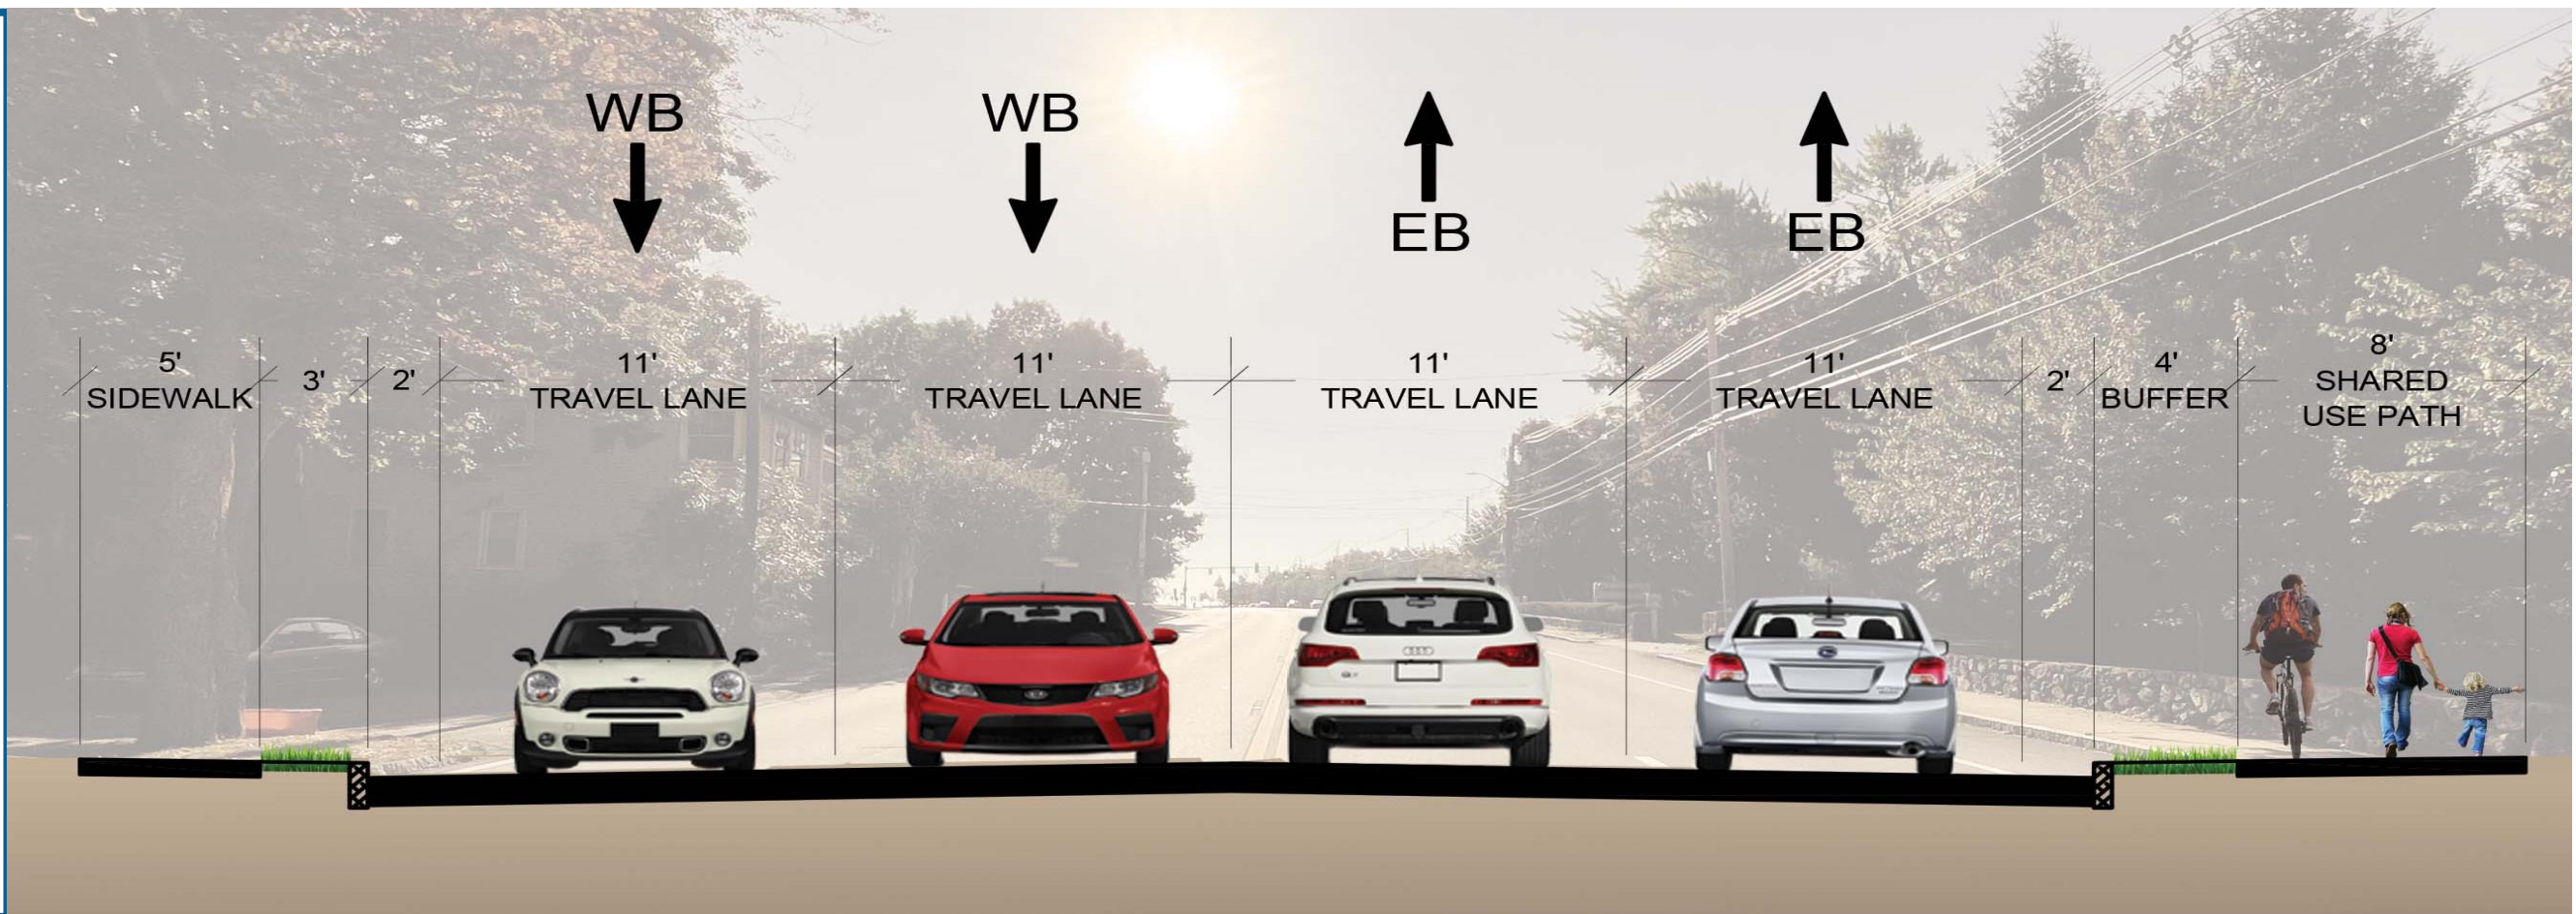 WB
WB
EB
EB
5'
SIDEWALK
3'
2'
11'
TRAVEL LANE
11'
TRAVEL LANE
11'
TRAVEL LANE
11'
TRAVEL LANE
2'
4'
BUFFER
8'
SHARED
USE PATH